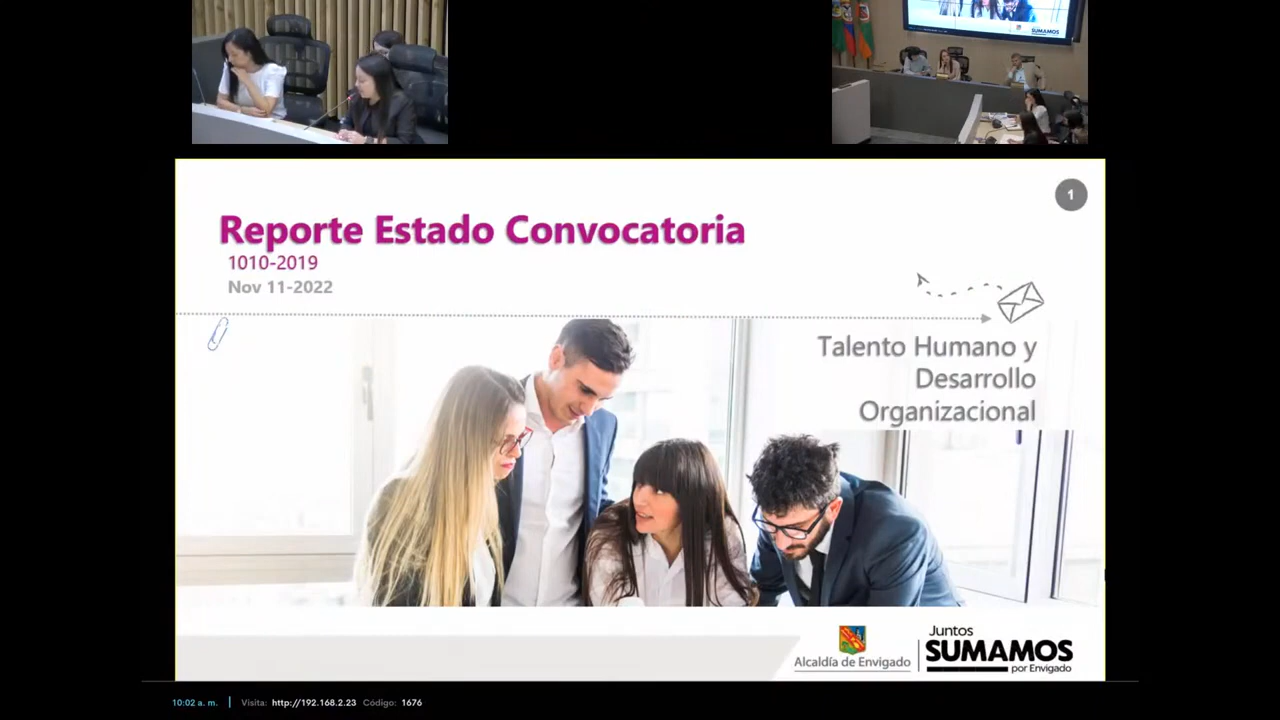 SUMAMOS
1
Reporte Estado Convocatoria
1010-2019
Nov 11-2022
Talento Humano y
Desarrollo
Organizacional
Alcaldía de Envigado
Juntos
SUMAMOS
por Envigado
10:02 a. m. | Visita: http://192.168.2.23 Código: 1676